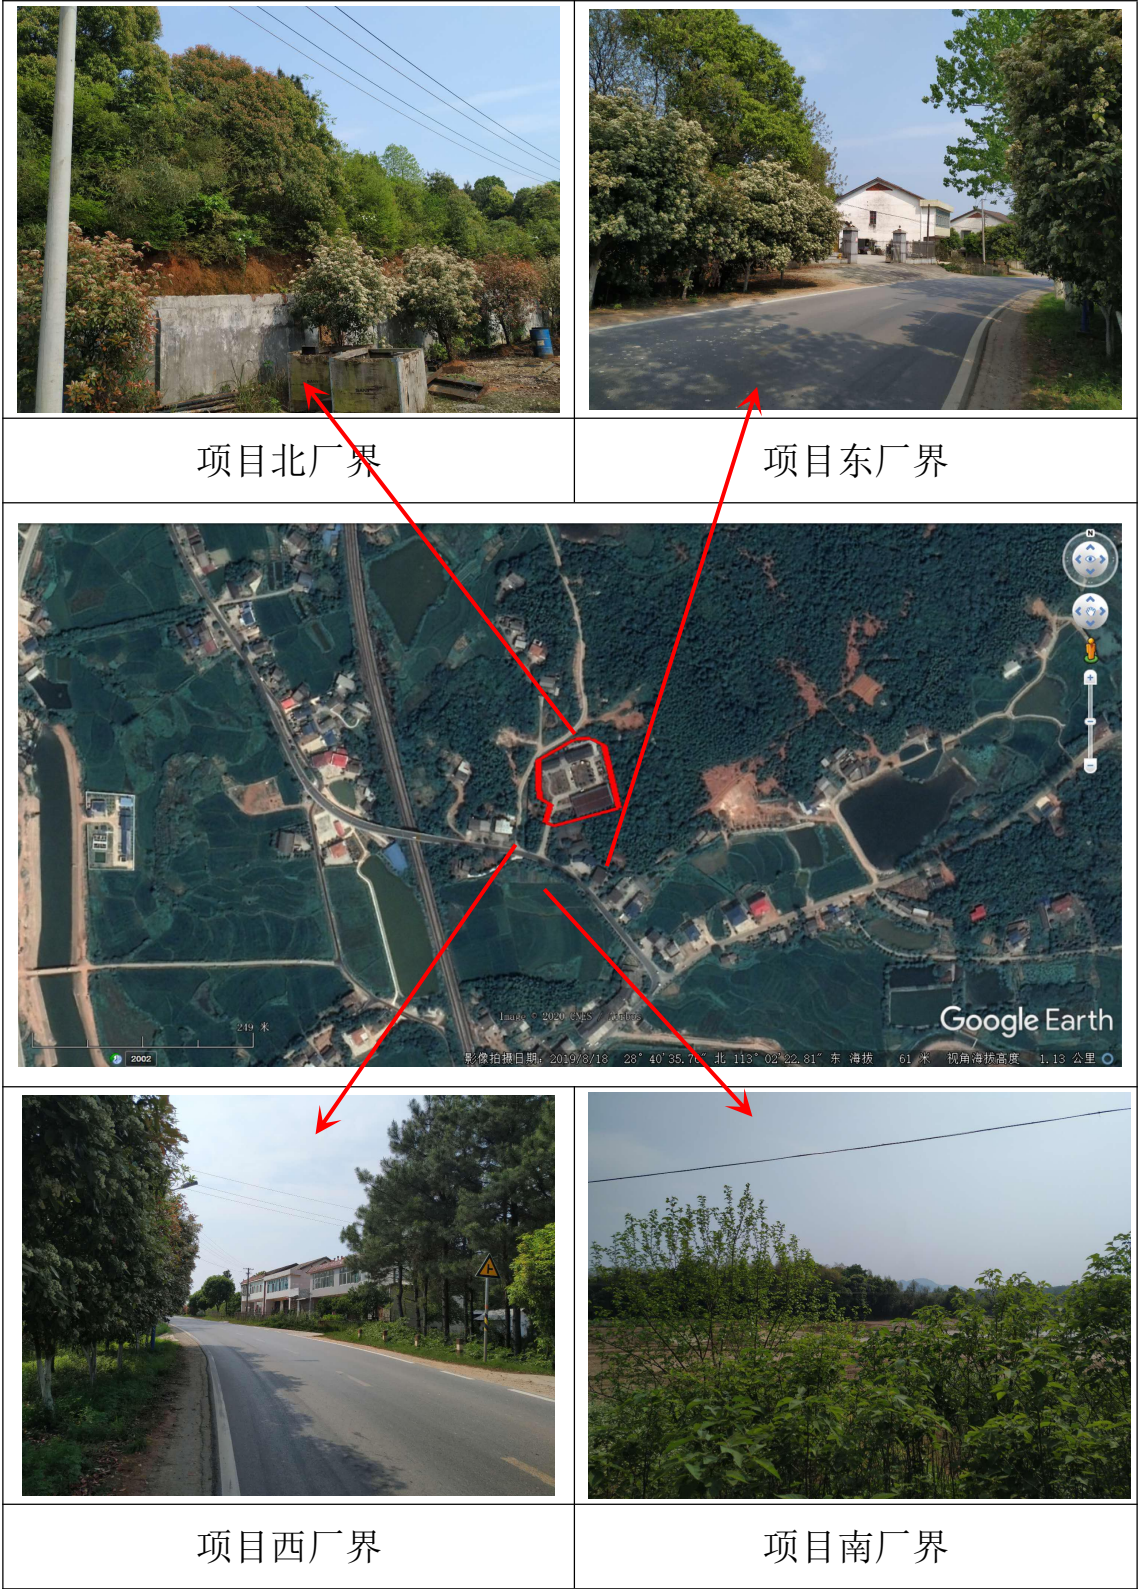 项目北厂界
项目东厂界
N
249 米
2002
Image © 2020 CNES / Airbus
Google Earth
影像拍摄日期：2019/8/18 28°40'35.76" 北 113°02'22.81" 东 海拔 61 米 视角海拔高度 1.13 公里
项目西厂界
项目南厂界